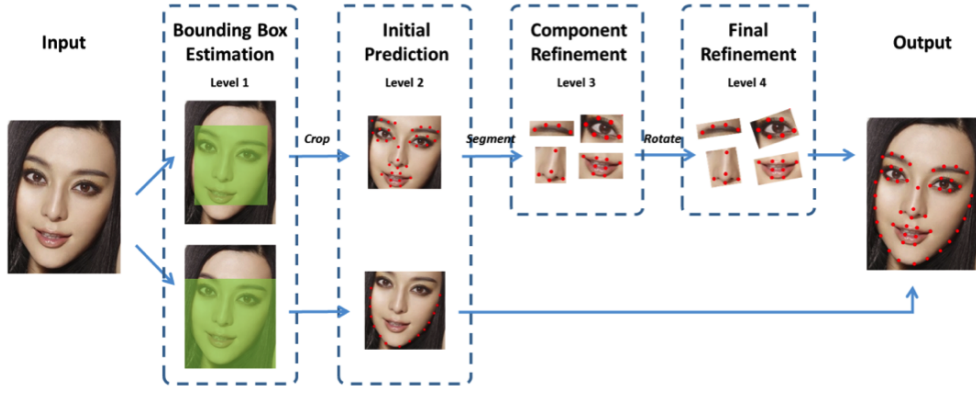 Input
Bounding Box
Estimation
Level 1
Initial
Prediction
Level 2
Component
Refinement
Level 3
Final
Refinement
Level 4
Output
Crop
Segment
Rotate